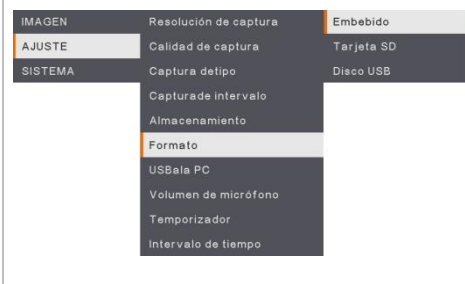 IMAGEN
AJUSTE
SISTEMA
Resolución de captura
Calidad de captura
Captura detipo
Capturade intervalo
Almacenamiento
Formato
USBala PC
Volumen de micrófono
Temporizador
Intervalo de tiempo
Embebido
Tarjeta SD
Disco USB